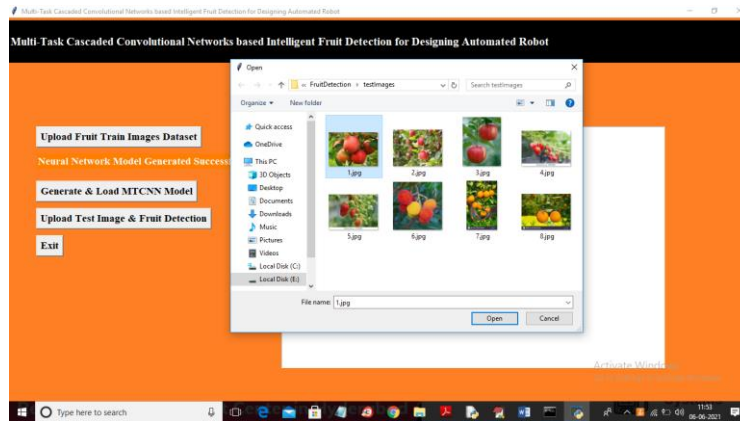 Multi-Task Cascaded Convolutional Networks based Intelligent Fruit Detection for Designing Automated Robot
Multi-Task Cascaded Convolutional Networks based Intelligent Fruit Detection for Designing Automated Robot
Open
FruitDetection › testImages
Search testImages
Organize
New folder
Quick access
OneDrive
This PC
3D Objects
Desktop
Documents
Downloads
Music
Pictures
Videos
Local Disk (C:)
Local Disk (E:)
1.jpg
2.jpg
3.jpg
4.jpg
5.jpg
6.jpg
7.jpg
8.jpg
File name:
1.jpg
Open
Cancel
Upload Fruit Train Images Dataset
Neural Network Model Generated Success
Generate & Load MTCNN Model
Upload Test Image & Fruit Detection
Exit
Activate Windo
Type here to search
11:53
06-06-2021